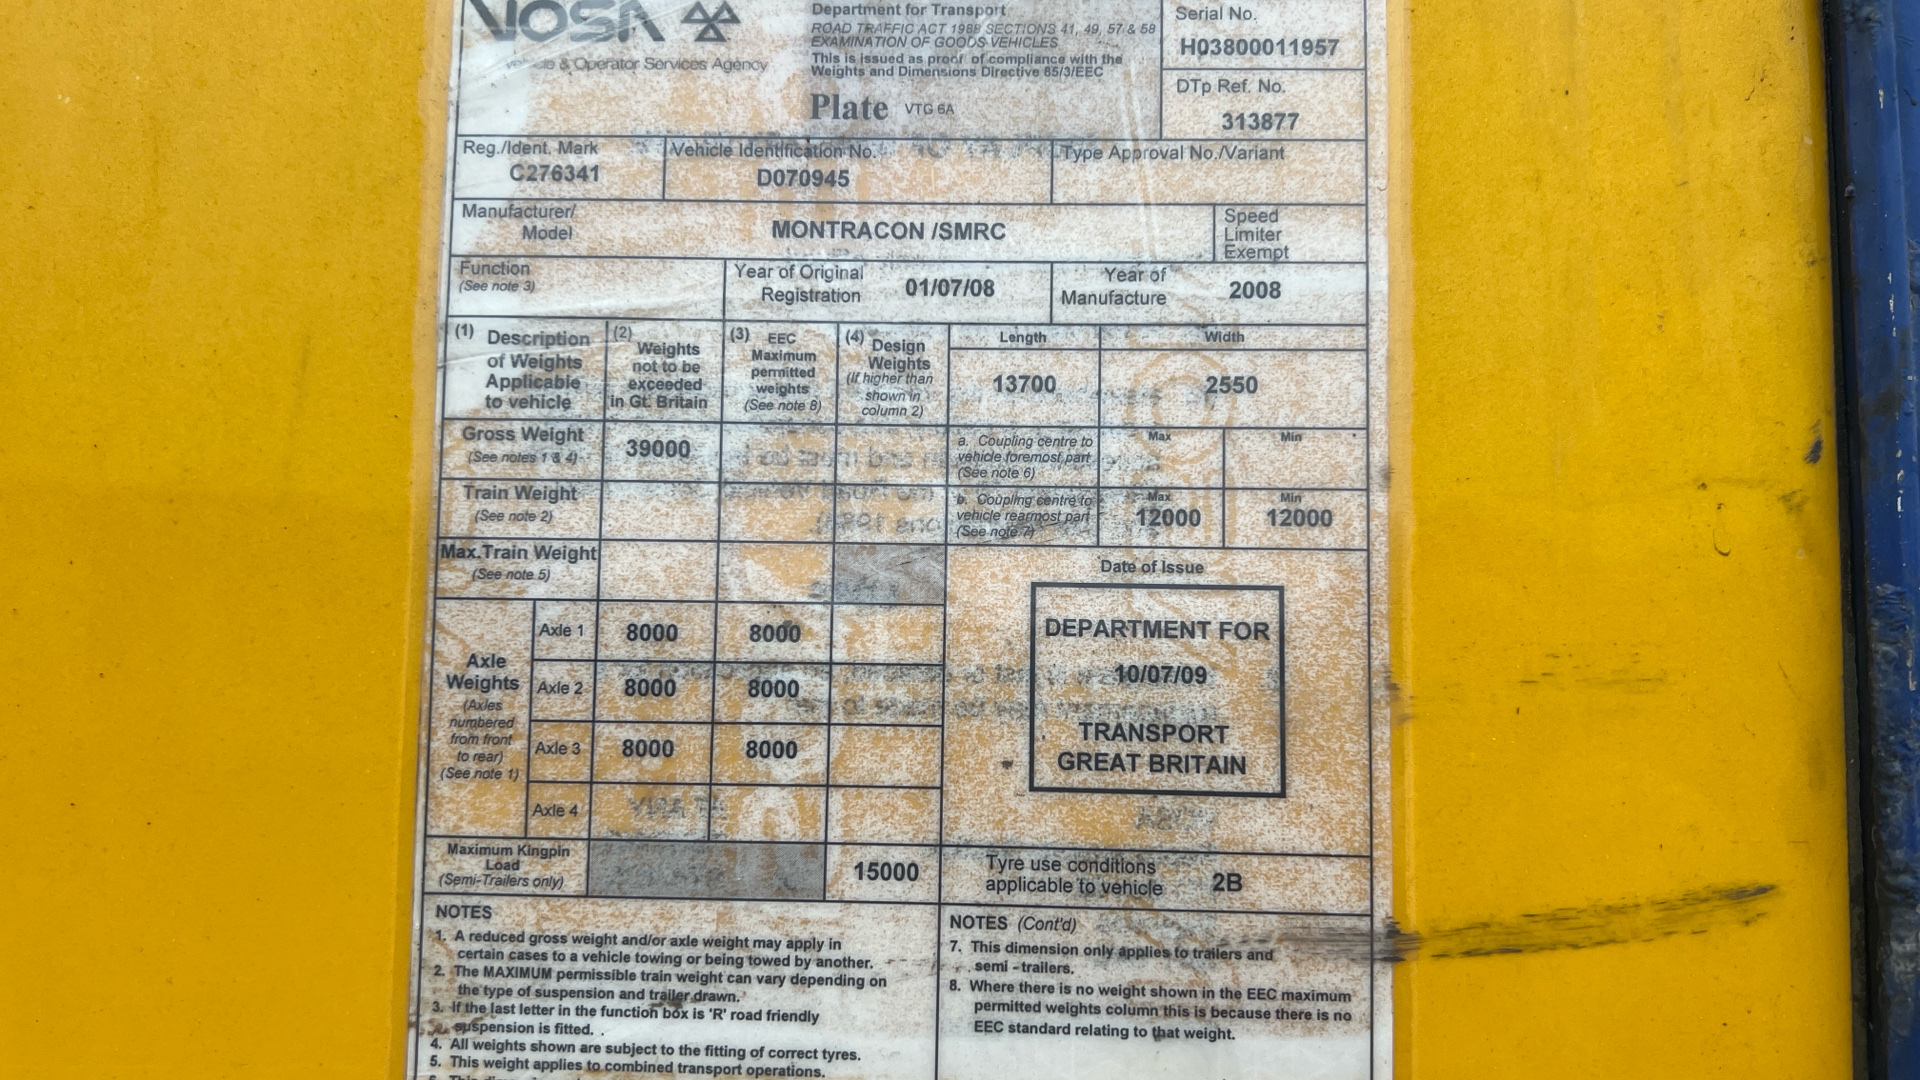 VOSA
Vehicle & Operator Services Agency
Department for Transport
ROAD TRAFFIC ACT 1988 SECTIONS 41, 49, 57 & 58
EXAMINATION OF GOODS VEHICLES
This is issued as proof of compliance with the
Weights and Dimensions Directive 85/3/EEC
Plate VTG 6A
Serial No.
H03800011957
DTp Ref. No.
313877
Reg./Ident. Mark
C276341
Vehicle Identification No.
D070945
Type Approval No./Variant
Manufacturer/
Model
MONTRACON /SMRC
Speed
Limiter
Exempt
Function
(See note 3)
Year of Original
Registration
01/07/08
Year of
Manufacture
2008
(1) Description
of Weights
Applicable
to vehicle
(2) Weights
not to be
exceeded
in Gt. Britain
(3) EEC
Maximum
permitted
weights
(See note 8)
(4) Design
Weights
(If higher than
shown in
column 2)
Length
13700
Width
2550
Gross Weight
(See notes 1 & 4)
39000
a. Coupling centre to
vehicle foremost part
(See note 6)
Max
Min
Train Weight
(See note 2)
b. Coupling centre to
vehicle rearmost part
(See note 7)
Max
12000
Min
12000
Max.Train Weight
(See note 5)
Date of Issue
DEPARTMENT FOR
10/07/09
TRANSPORT
GREAT BRITAIN
Axle
Weights
(Axles
numbered
from front
to rear)
(See note 1)
Axle 1 8000 8000
Axle 2 8000 8000
Axle 3 8000 8000
Axle 4
Maximum Kingpin
Load
(Semi-Trailers only)
15000
Tyre use conditions
applicable to vehicle
2B
NOTES
1. A reduced gross weight and/or axle weight may apply in
certain cases to a vehicle towing or being towed by another.
2. The MAXIMUM permissible train weight can vary depending on
the type of suspension and trailer drawn.
3. If the last letter in the function box is 'R' road friendly
suspension is fitted.
4. All weights shown are subject to the fitting of correct tyres.
5. This weight applies to combined transport operations.
NOTES (Cont'd)
7. This dimension only applies to trailers and
semi - trailers.
8. Where there is no weight shown in the EEC maximum
permitted weights column this is because there is no
EEC standard relating to that weight.